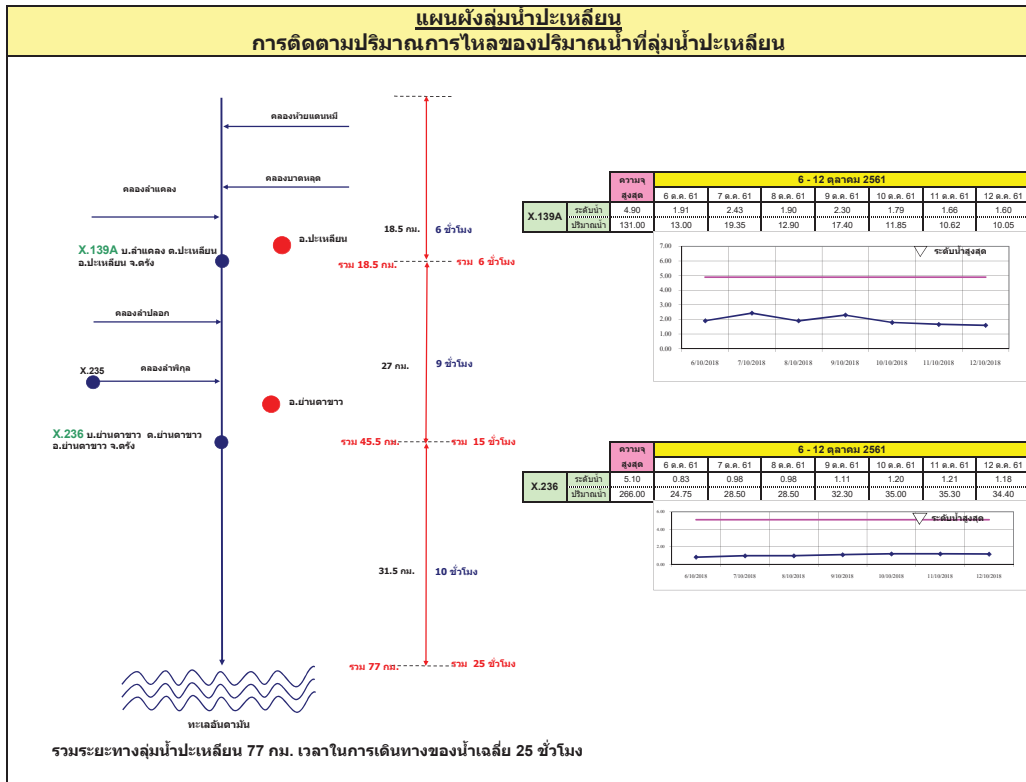 แผนผังลุ่มน้ำปะเหลียน
การติดตามปริมาณการไหลของปริมาณน้ำที่ลุ่มน้ำปะเหลียน
คลองห้วยแดนหมี
คลองบาดหลุด
คลองลำแคลง
18.5 กม. 6 ชั่วโมง
อ.ปะเหลียน
X.139A บ.ลำแคลง ต.ปะเหลียน
อ.ปะเหลียน จ.ตรัง
รวม 18.5 กม. รวม 6 ชั่วโมง
คลองลำปลอก
X.235 คลองลำพิกุล
27 กม. 9 ชั่วโมง
อ.ย่านตาขาว
X.236 บ.ย่านตาขาว ต.ย่านตาขาว
อ.ย่านตาขาว จ.ตรัง
รวม 45.5 กม. รวม 15 ชั่วโมง
31.5 กม. 10 ชั่วโมง
รวม 77 กม. รวม 25 ชั่วโมง
ทะเลอันดามัน
รวมระยะทางลุ่มน้ำปะเหลียน 77 กม. เวลาในการเดินทางของน้ำเฉลี่ย 25 ชั่วโมง
ความจุ 6 - 12 ตุลาคม 2561
สูงสุด 6 ต.ค. 61 7 ต.ค. 61 8 ต.ค. 61 9 ต.ค. 61 10 ต.ค. 61 11 ต.ค. 61 12 ต.ค. 61
X.139A
ระดับน้ำ 4.90 1.91 2.43 1.90 2.30 1.79 1.66 1.60
ปริมาณน้ำ 131.00 13.00 19.35 12.90 17.40 11.85 10.62 10.05
ระดับน้ำสูงสุด
7.00
6.00
5.00
4.00
3.00
2.00
1.00
0.00
6/10/2018 7/10/2018 8/10/2018 9/10/2018 10/10/2018 11/10/2018 12/10/2018
ความจุ 6 - 12 ตุลาคม 2561
สูงสุด 6 ต.ค. 61 7 ต.ค. 61 8 ต.ค. 61 9 ต.ค. 61 10 ต.ค. 61 11 ต.ค. 61 12 ต.ค. 61
X.236
ระดับน้ำ 5.10 0.83 0.98 0.98 1.11 1.20 1.21 1.18
ปริมาณน้ำ 266.00 24.75 28.50 28.50 32.30 35.00 35.30 34.40
ระดับน้ำสูงสุด
6.00
4.00
2.00
0.00
6/10/2018 7/10/2018 8/10/2018 9/10/2018 10/10/2018 11/10/2018 12/10/2018